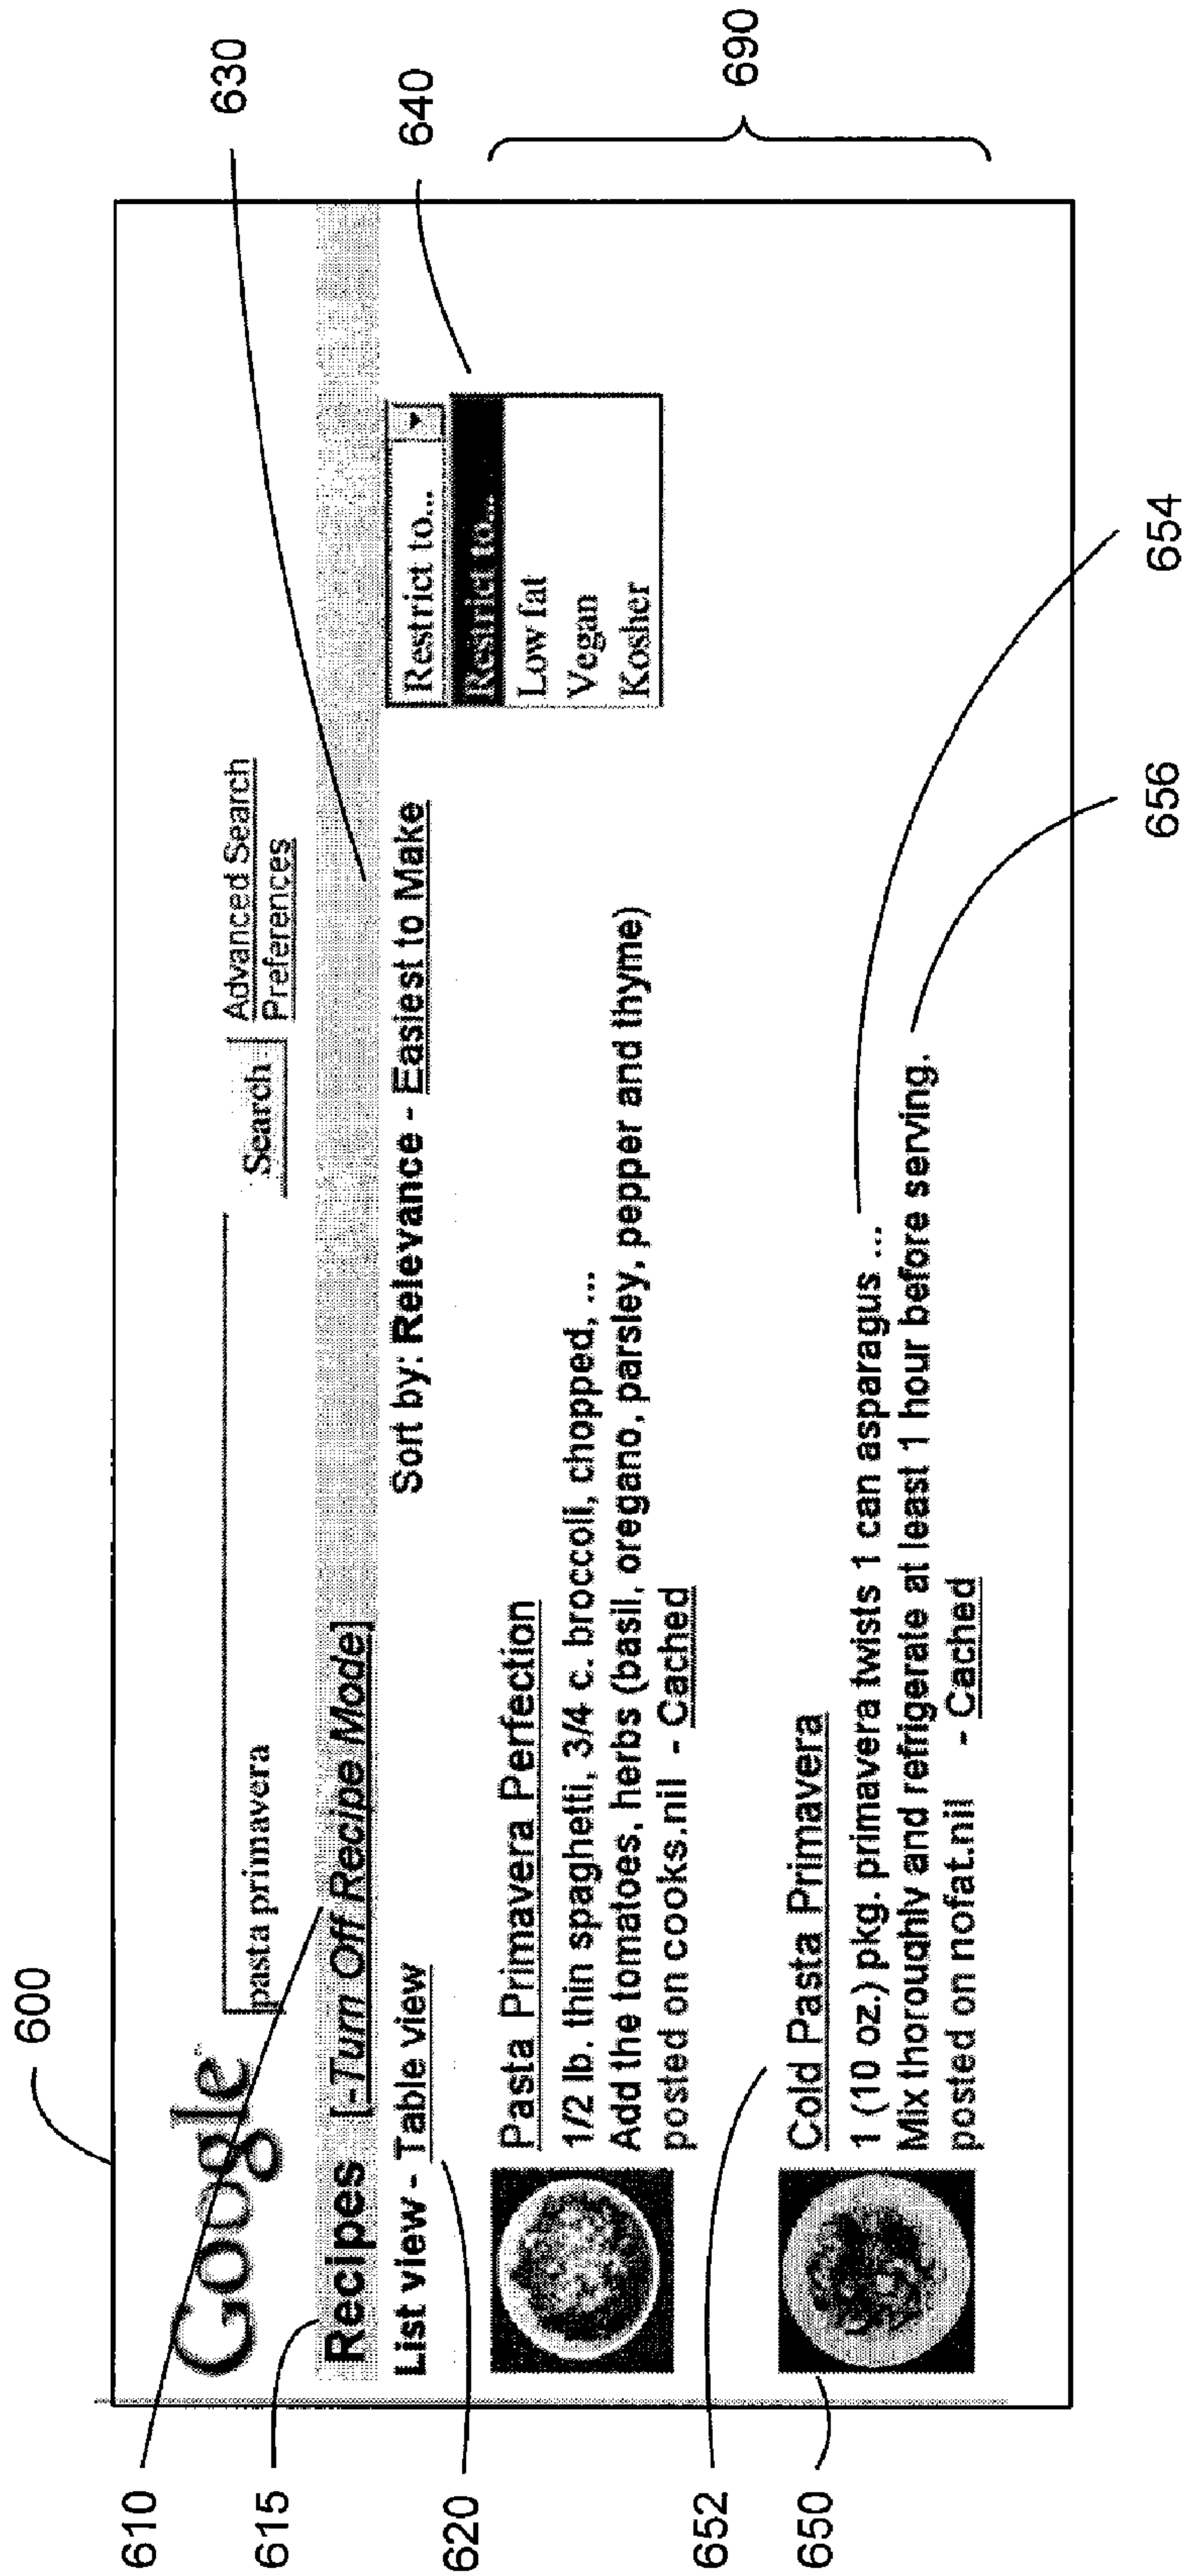 600
630
640
690
610
615
620
652
650
654
656
Google
pasta primavera
Search
Advanced Search
Preferences
Recipes [-Turn Off Recipe Mode]
List view - Table view
Sort by: Relevance - Easiest to Make
Restrict to...
Restrict to...
Low fat
Vegan
Kosher
Pasta Primavera Perfection
1/2 lb. thin spaghetti, 3/4 c. broccoli, chopped, ...
Add the tomatoes, herbs (basil, oregano, parsley, pepper and thyme)
posted on cooks.nil - Cached
Cold Pasta Primavera
1 (10 oz.) pkg. primavera twists 1 can asparagus ...
Mix thoroughly and refrigerate at least 1 hour before serving.
posted on nofat.nil - Cached